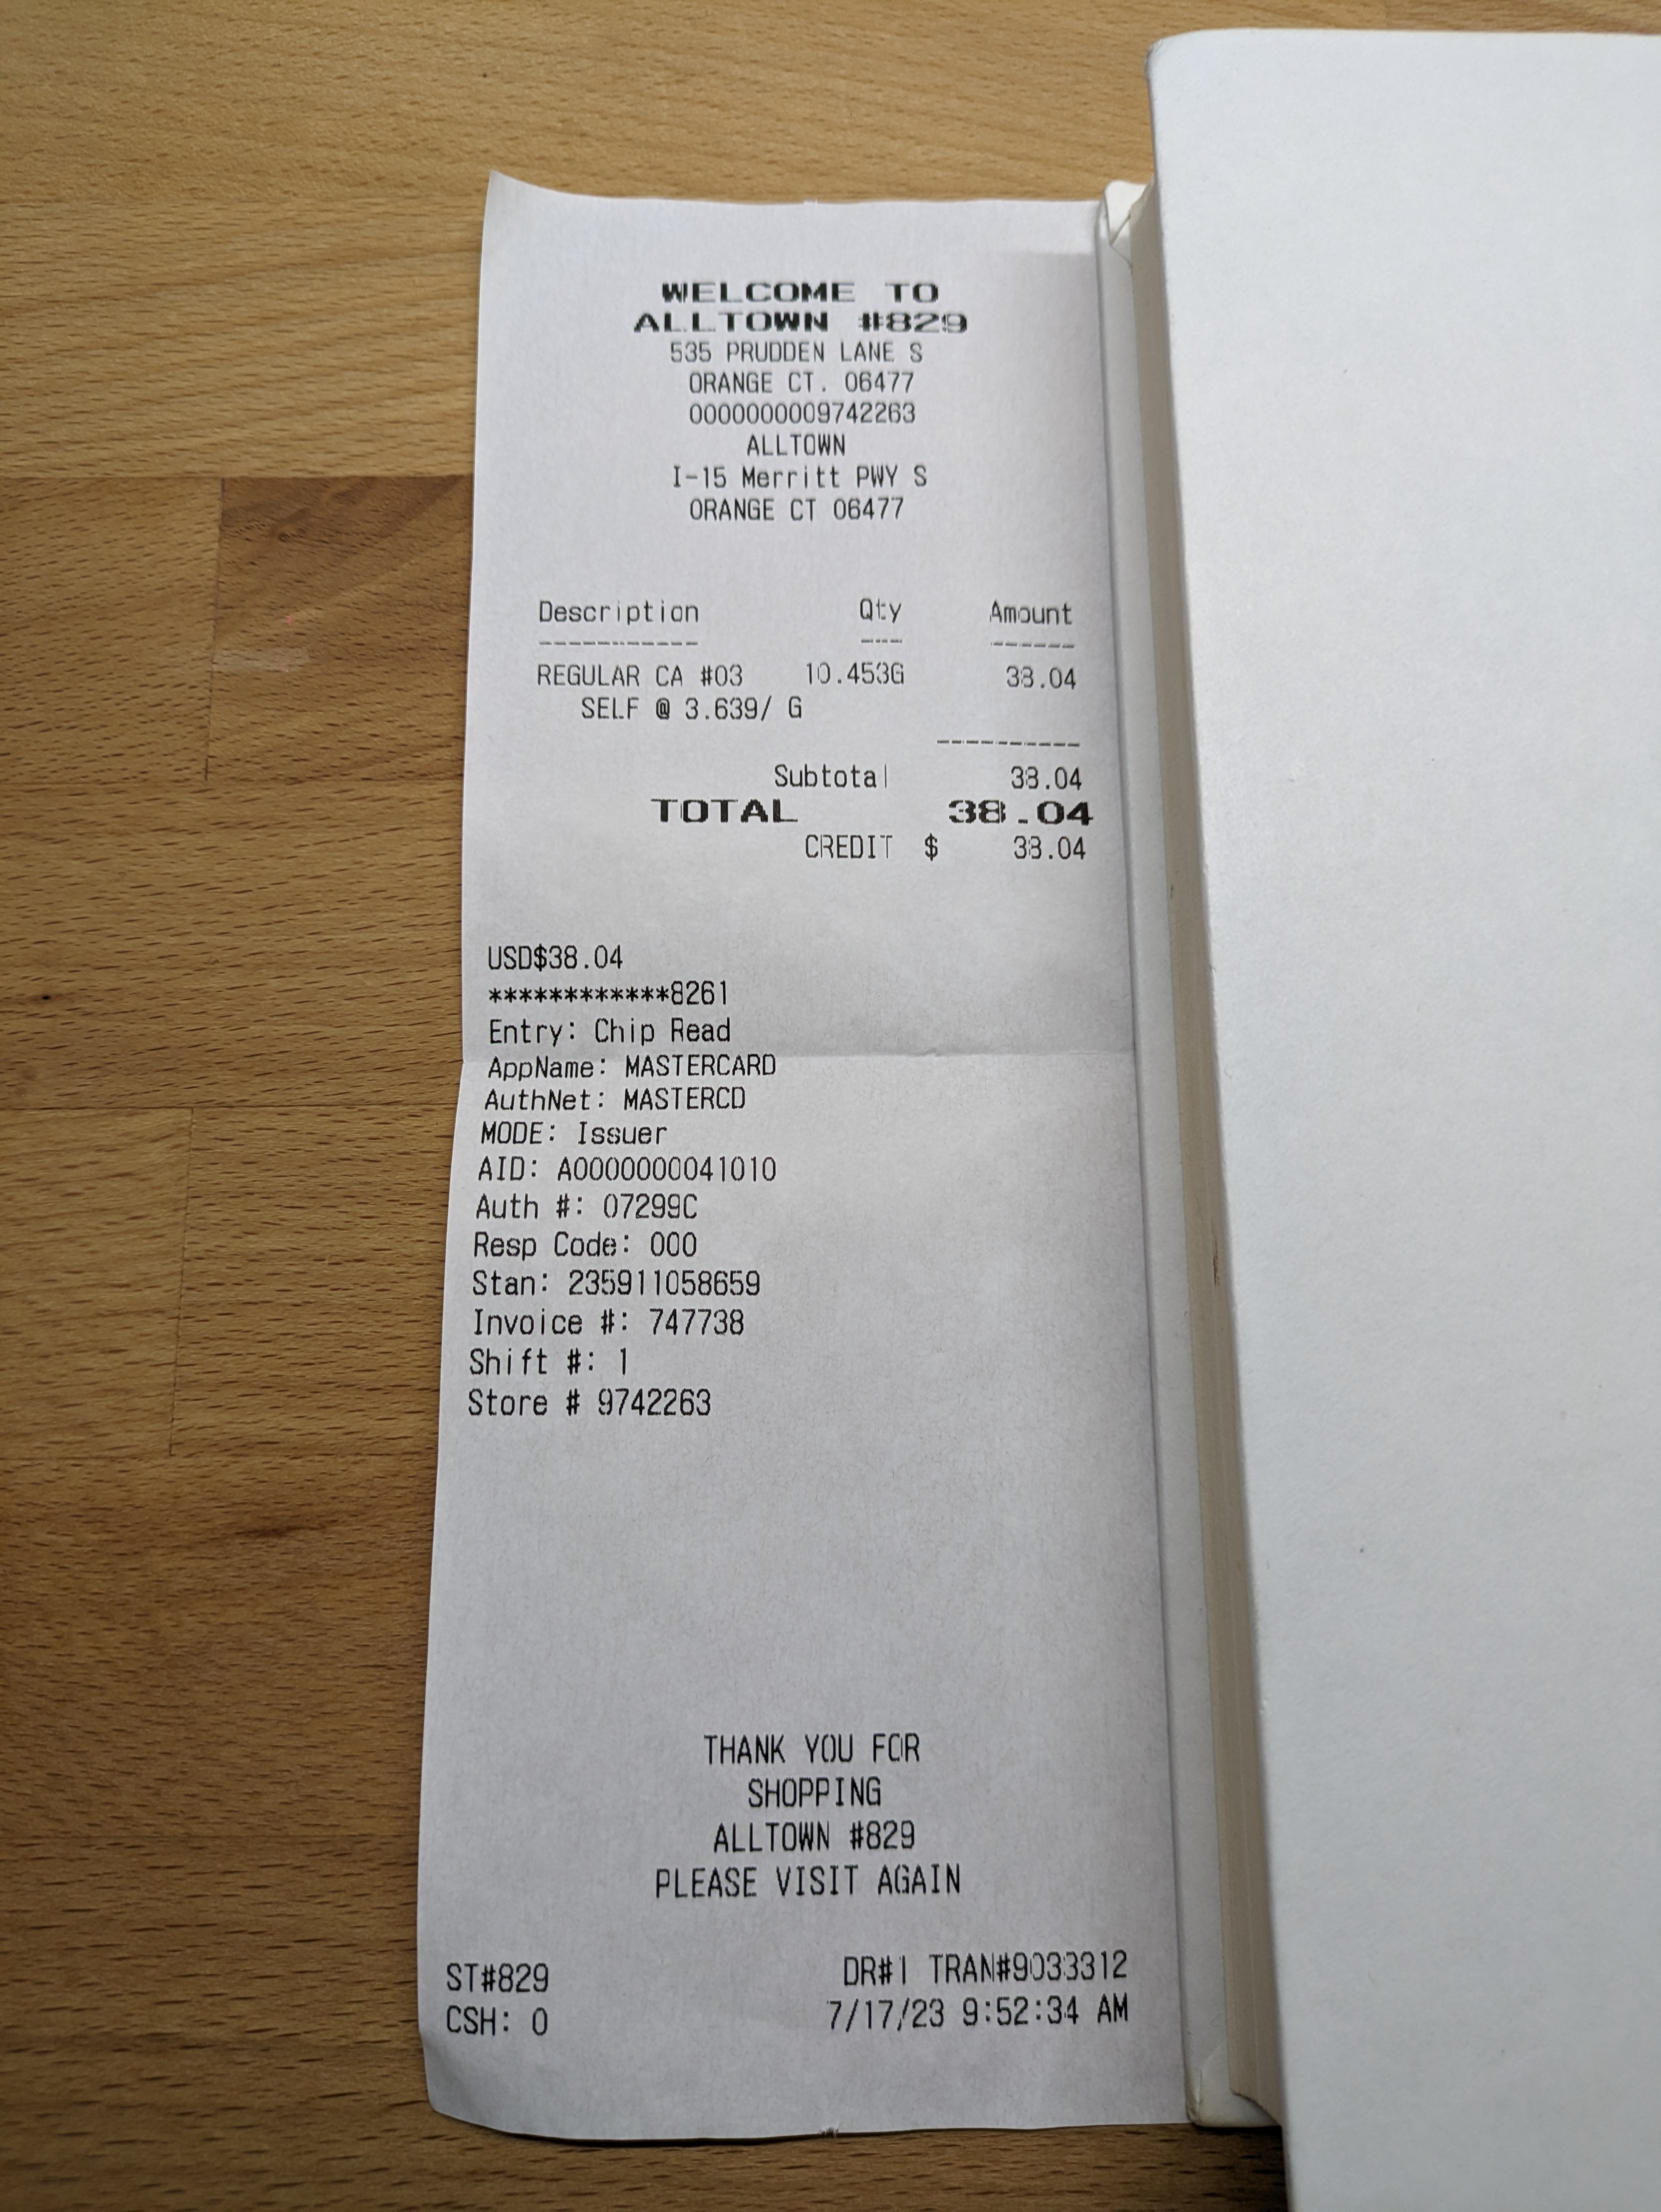 WELCOME TO
ALLTOWN #829
535 PRUDDEN LANE S
ORANGE CT. 06477
0000000009742263
ALLTOWN
I-15 Merritt PWY S
ORANGE CT 06477
Description Qty Amount
----------- ---- ------
REGULAR CA #03 10.453G 38.04
SELF @ 3.639/ G
----------
Subtotal 38.04
TOTAL 38.04
CREDIT $ 38.04
USD$38.04
************8261
Entry: Chip Read
AppName: MASTERCARD
AuthNet: MASTERCD
MODE: Issuer
AID: A0000000041010
Auth #: 07299C
Resp Code: 000
Stan: 235911058659
Invoice #: 747738
Shift #: 1
Store # 9742263
THANK YOU FOR
SHOPPING
ALLTOWN #829
PLEASE VISIT AGAIN
ST#829 DR#1 TRAN#9033312
CSH: 0 7/17/23 9:52:34 AM